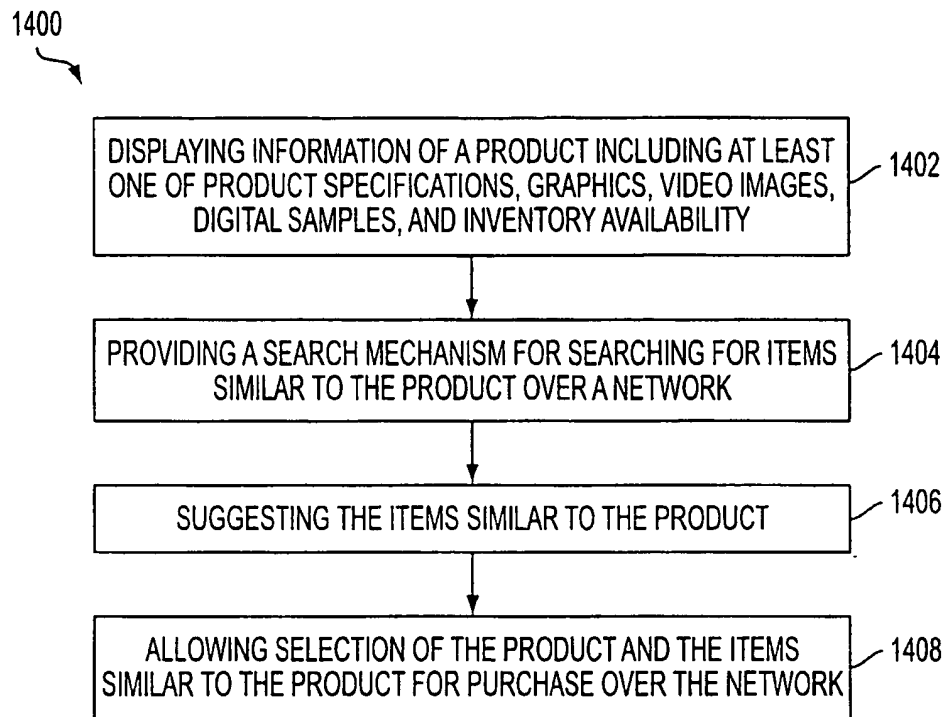 1400
DISPLAYING INFORMATION OF A PRODUCT INCLUDING AT LEAST
ONE OF PRODUCT SPECIFICATIONS, GRAPHICS, VIDEO IMAGES,
DIGITAL SAMPLES, AND INVENTORY AVAILABILITY
1402
PROVIDING A SEARCH MECHANISM FOR SEARCHING FOR ITEMS
SIMILAR TO THE PRODUCT OVER A NETWORK
1404
SUGGESTING THE ITEMS SIMILAR TO THE PRODUCT
1406
ALLOWING SELECTION OF THE PRODUCT AND THE ITEMS
SIMILAR TO THE PRODUCT FOR PURCHASE OVER THE NETWORK
1408